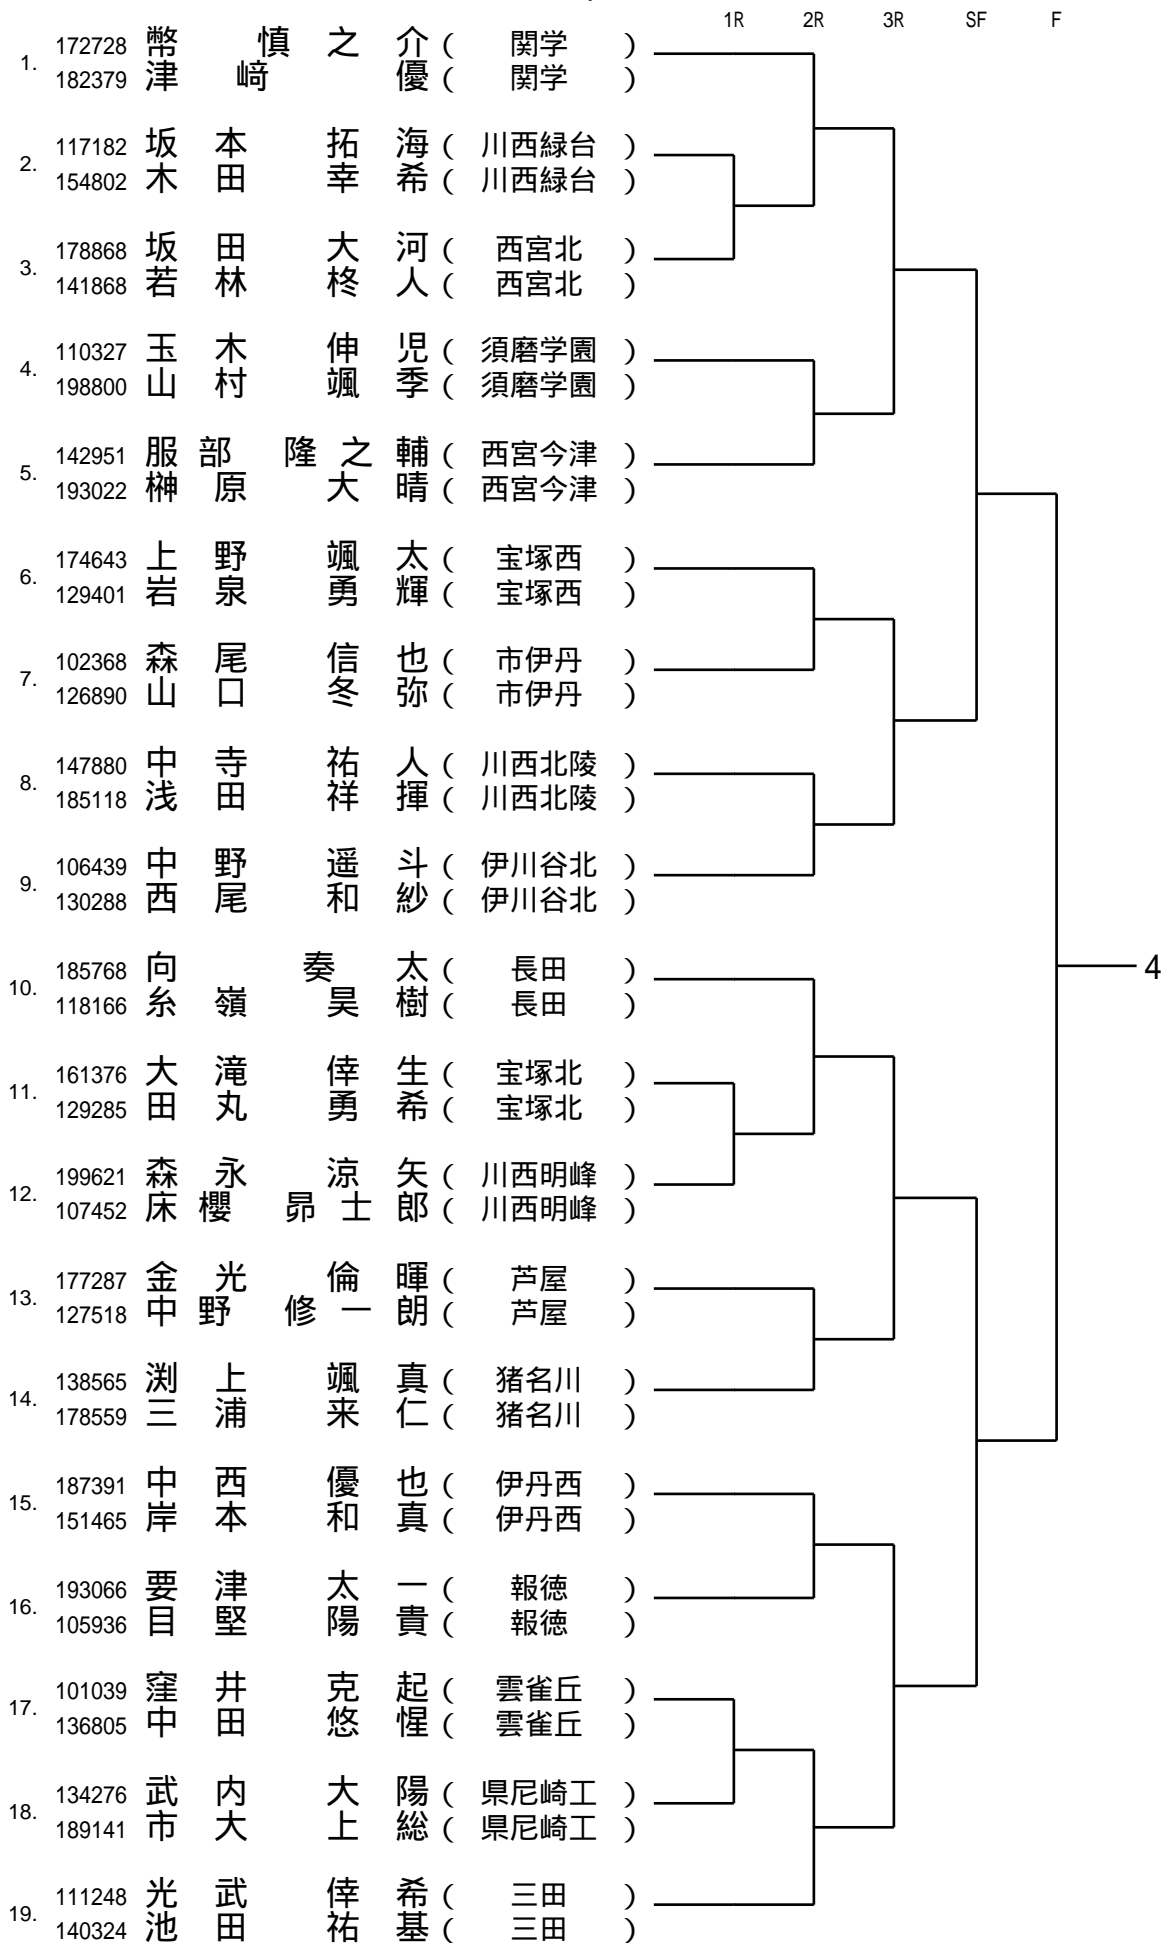 1R 2R 3R SF F
1.
172728 幣 慎 之 介 ( 関学 )
182379 津 﨑 優 ( 関学 )
2.
117182 坂 本 拓 海 ( 川西緑台 )
154802 木 田 幸 希 ( 川西緑台 )
3.
178868 坂 田 大 河 ( 西宮北 )
141868 若 林 柊 人 ( 西宮北 )
4.
110327 玉 木 伸 児 ( 須磨学園 )
198800 山 村 颯 季 ( 須磨学園 )
5.
142951 服 部 隆 之 輔 ( 西宮今津 )
193022 榊 原 大 晴 ( 西宮今津 )
6.
174643 上 野 颯 太 ( 宝塚西 )
129401 岩 泉 勇 輝 ( 宝塚西 )
7.
102368 森 尾 信 也 ( 市伊丹 )
126890 山 口 冬 弥 ( 市伊丹 )
8.
147880 中 寺 祐 人 ( 川西北陵 )
185118 浅 田 祥 揮 ( 川西北陵 )
9.
106439 中 野 遥 斗 ( 伊川谷北 )
130288 西 尾 和 紗 ( 伊川谷北 )
10.
185768 向 奏 太 ( 長田 )
118166 糸 嶺 昊 樹 ( 長田 )
4
11.
161376 大 滝 倖 生 ( 宝塚北 )
129285 田 丸 勇 希 ( 宝塚北 )
12.
199621 森 永 涼 矢 ( 川西明峰 )
107452 床 櫻 昴 士 郎 ( 川西明峰 )
13.
177287 金 光 倫 暉 ( 芦屋 )
127518 中 野 修 一 朗 ( 芦屋 )
14.
138565 渕 上 颯 真 ( 猪名川 )
178559 三 浦 来 仁 ( 猪名川 )
15.
187391 中 西 優 也 ( 伊丹西 )
151465 岸 本 和 真 ( 伊丹西 )
16.
193066 要 津 太 一 ( 報徳 )
105936 目 堅 陽 貴 ( 報徳 )
17.
101039 窪 井 克 起 ( 雲雀丘 )
136805 中 田 悠 惺 ( 雲雀丘 )
18.
134276 武 内 大 陽 ( 県尼崎工 )
189141 市 大 上 総 ( 県尼崎工 )
19.
111248 光 武 倖 希 ( 三田 )
140324 池 田 祐 基 ( 三田 )